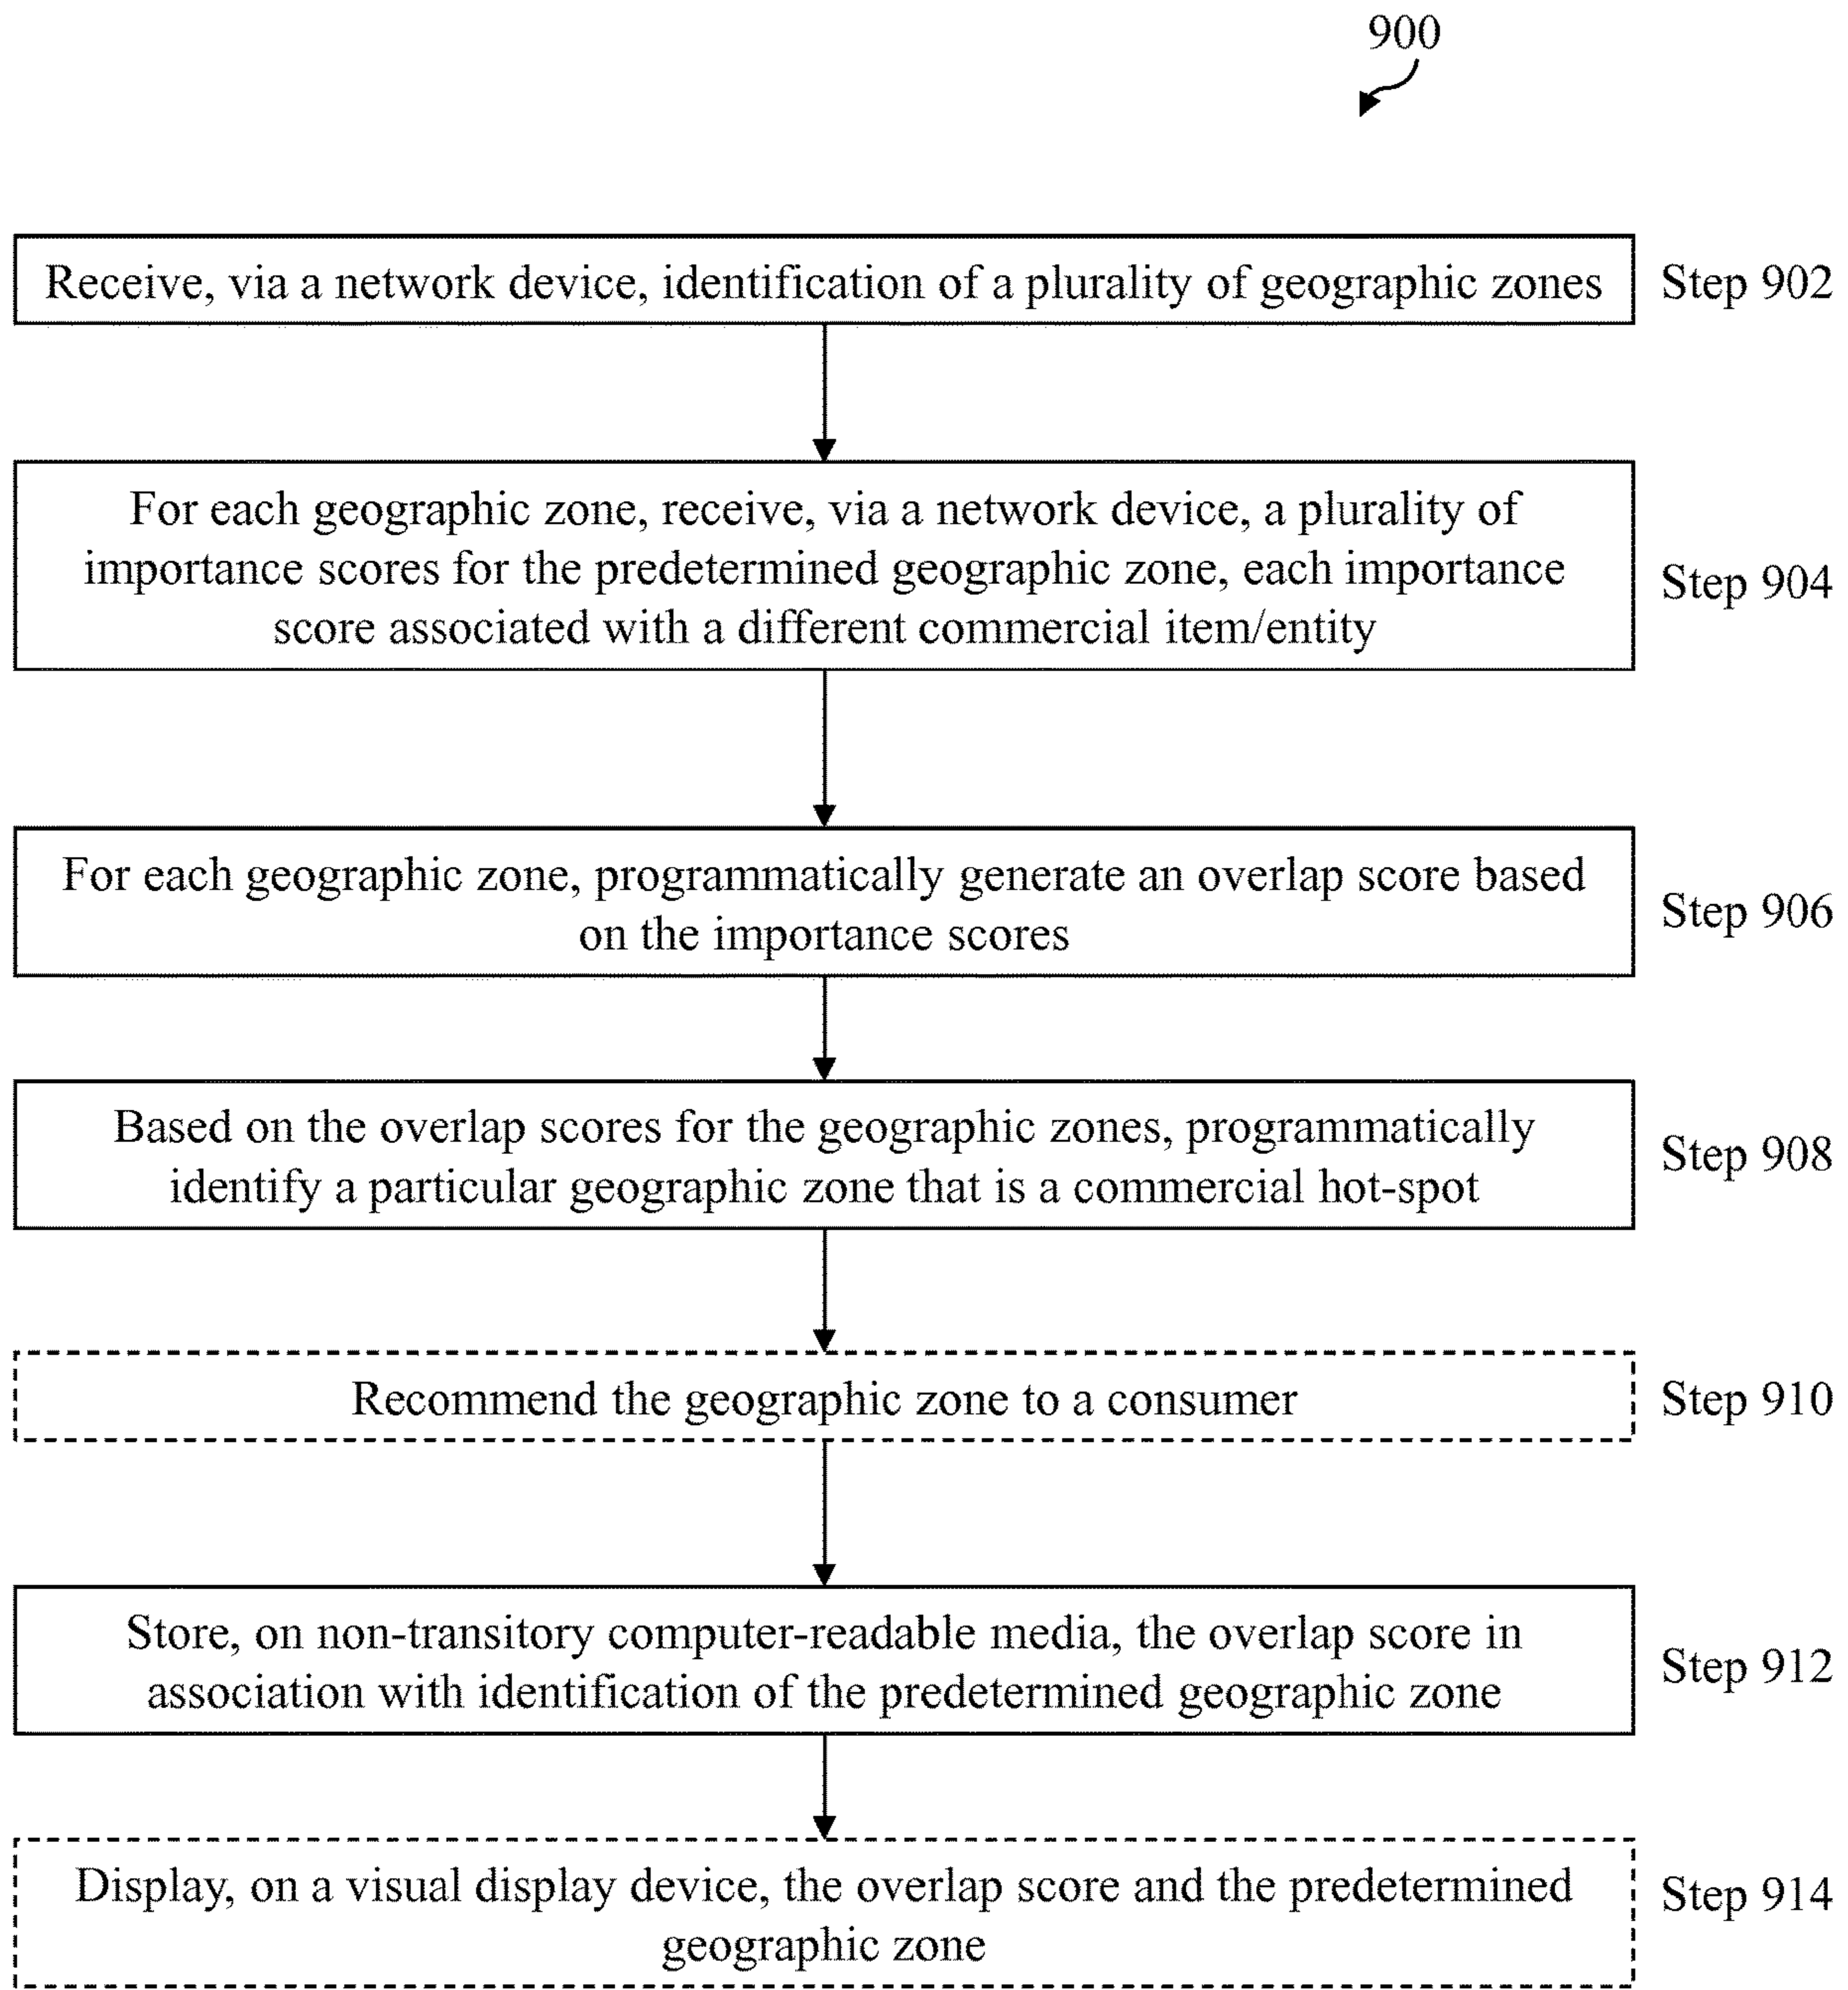 900
Receive, via a network device, identification of a plurality of geographic zones
Step 902
For each geographic zone, receive, via a network device, a plurality of
importance scores for the predetermined geographic zone, each importance
score associated with a different commercial item/entity
Step 904
For each geographic zone, programmatically generate an overlap score based
on the importance scores
Step 906
Based on the overlap scores for the geographic zones, programmatically
identify a particular geographic zone that is a commercial hot-spot
Step 908
Recommend the geographic zone to a consumer
Step 910
Store, on non-transitory computer-readable media, the overlap score in
association with identification of the predetermined geographic zone
Step 912
Display, on a visual display device, the overlap score and the predetermined
geographic zone
Step 914